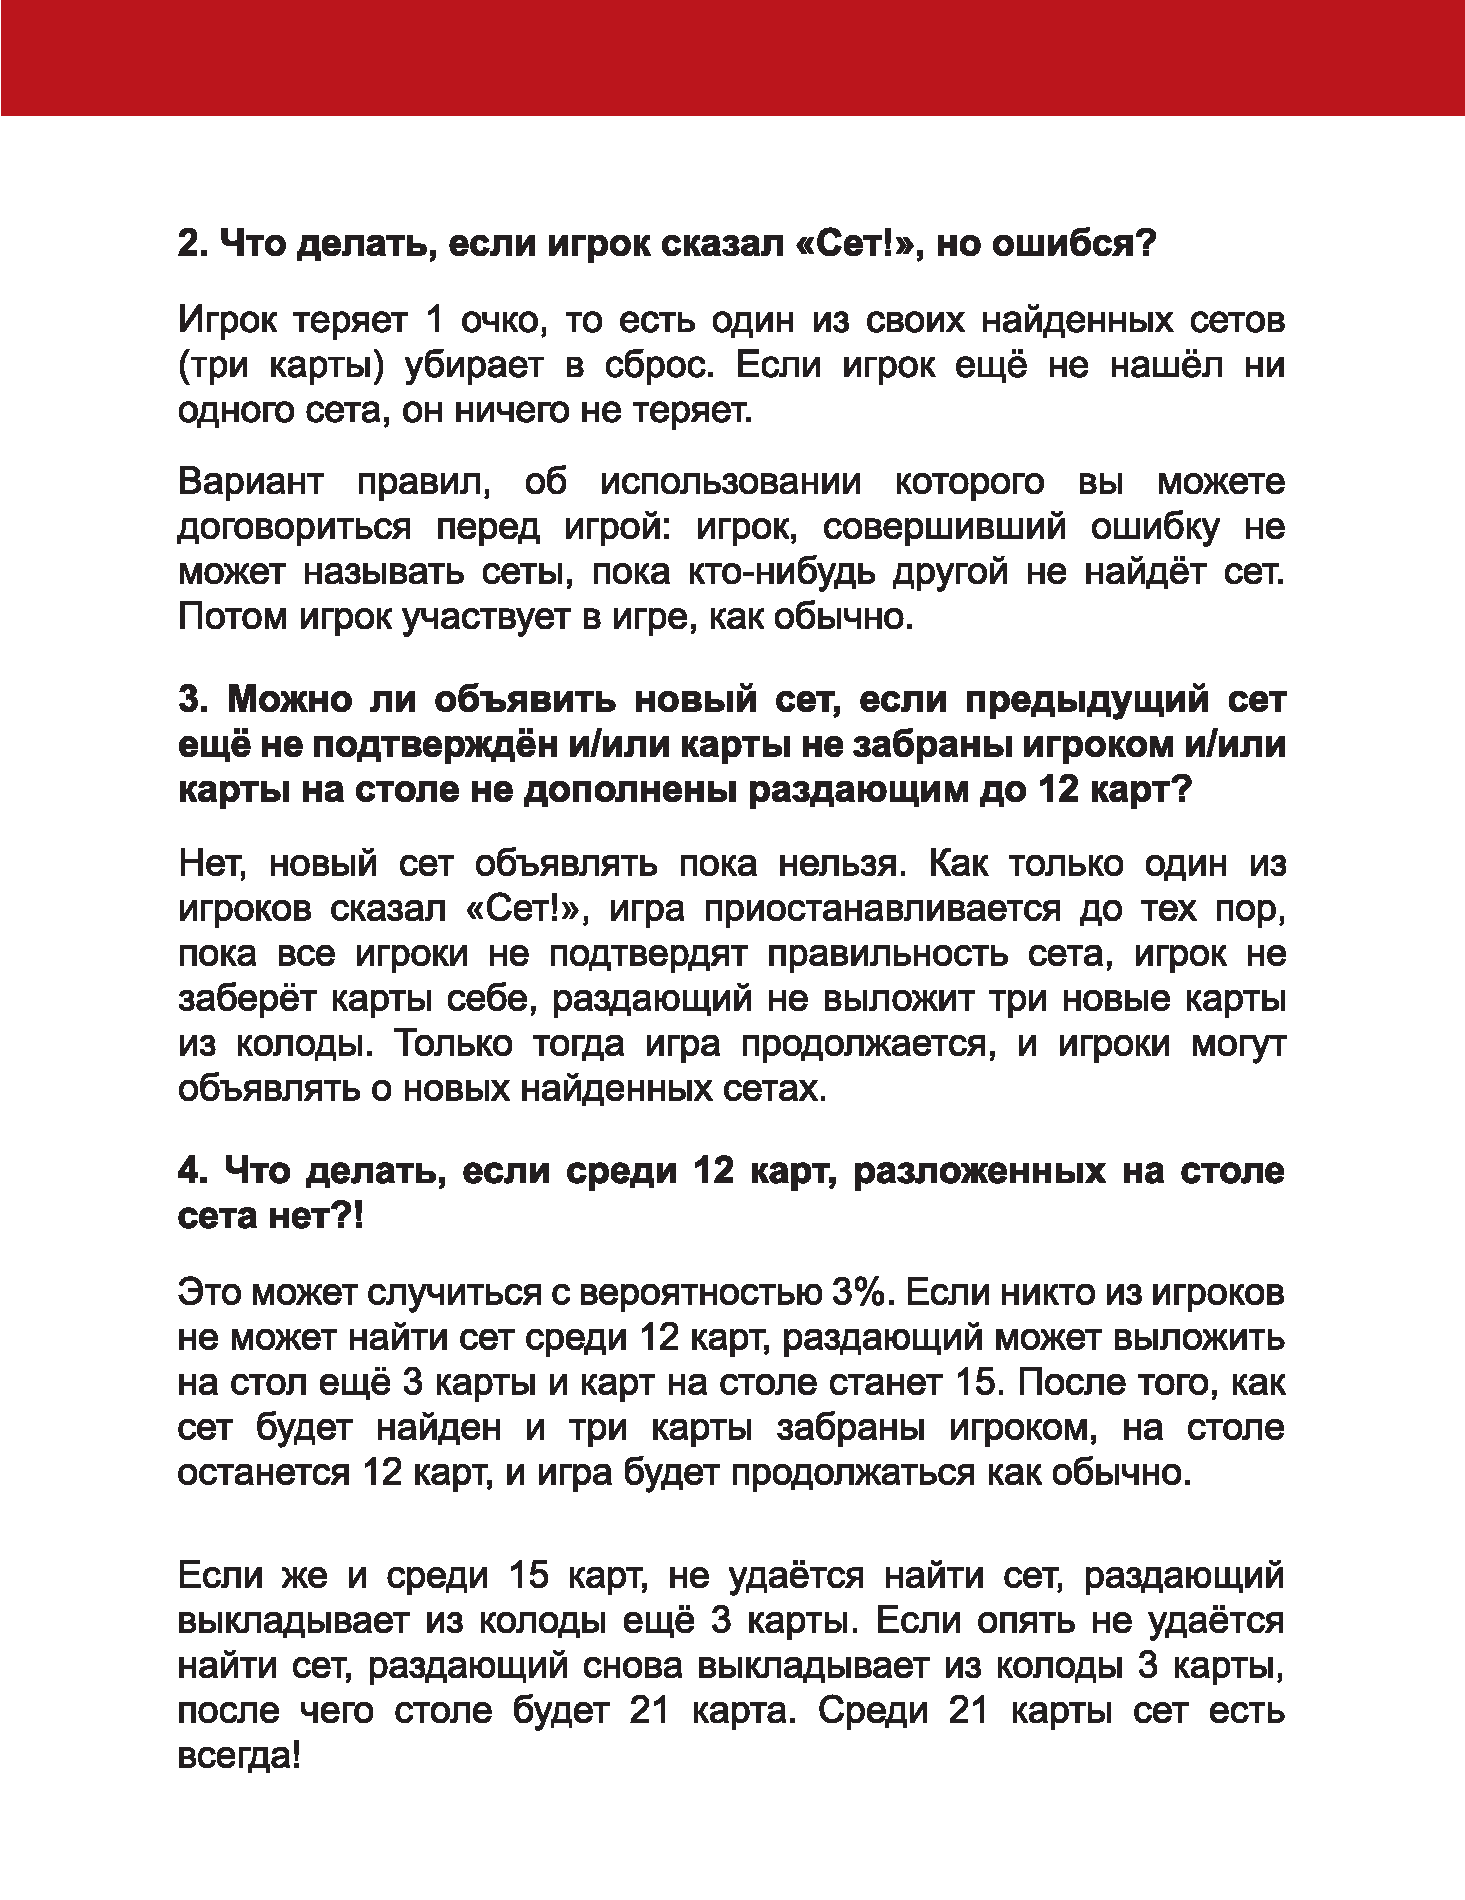 2. Что делать, если игрок сказал «Сет!», но ошибся?
Игрок теряет 1 очко, то есть один из своих найденных сетов
(три карты) убирает в сброс. Если игрок ещё не нашёл ни
одного сета, он ничего не теряет.
Вариант правил, об использовании которого вы можете
договориться перед игрой: игрок, совершивший ошибку не
может называть сеты, пока кто-нибудь другой не найдёт сет.
Потом игрок участвует в игре, как обычно.
3. Можно ли объявить новый сет, если предыдущий сет
ещё не подтверждён и/или карты не забраны игроком и/или
карты на столе не дополнены раздающим до 12 карт?
Нет, новый сет объявлять пока нельзя. Как только один из
игроков сказал «Сет!», игра приостанавливается до тех пор,
пока все игроки не подтвердят правильность сета, игрок не
заберёт карты себе, раздающий не выложит три новые карты
из колоды. Только тогда игра продолжается, и игроки могут
объявлять о новых найденных сетах.
4. Что делать, если среди 12 карт, разложенных на столе
сета нет?!
Это может случиться с вероятностью 3%. Если никто из игроков
не может найти сет среди 12 карт, раздающий может выложить
на стол ещё 3 карты и карт на столе станет 15. После того, как
сет будет найден и три карты забраны игроком, на столе
останется 12 карт, и игра будет продолжаться как обычно.
Если же и среди 15 карт, не удаётся найти сет, раздающий
выкладывает из колоды ещё 3 карты. Если опять не удаётся
найти сет, раздающий снова выкладывает из колоды 3 карты,
после чего столе будет 21 карта. Среди 21 карты сет есть
всегда!